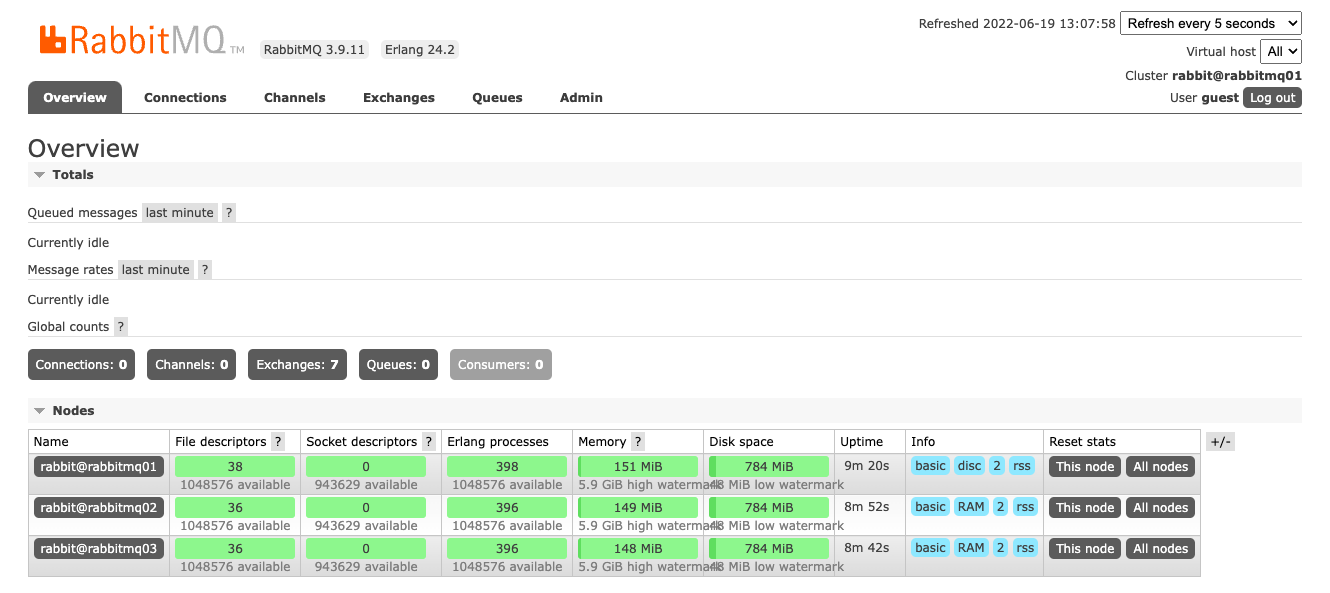 Refreshed 2022-06-19 13:07:58 Refresh every 5 seconds
RabbitMQ TM RabbitMQ 3.9.11 Erlang 24.2
Virtual host All
Cluster rabbit@rabbitmq01
User guest Log out
Overview Connections Channels Exchanges Queues Admin
Overview
Totals
Queued messages last minute ?
Currently idle
Message rates last minute ?
Currently idle
Global counts ?
Connections: 0 Channels: 0 Exchanges: 7 Queues: 0 Consumers: 0
Nodes
Name File descriptors ? Socket descriptors ? Erlang processes Memory ? Disk space Uptime Info Reset stats +/-
rabbit@rabbitmq01 38 0 398 151 MiB 784 MiB 9m 20s basic disc 2 rss This node All nodes
1048576 available 943629 available 1048576 available 5.9 GiB high watermark 48 MiB low watermark
rabbit@rabbitmq02 36 0 396 149 MiB 784 MiB 8m 52s basic RAM 2 rss This node All nodes
1048576 available 943629 available 1048576 available 5.9 GiB high watermark 48 MiB low watermark
rabbit@rabbitmq03 36 0 396 148 MiB 784 MiB 8m 42s basic RAM 2 rss This node All nodes
1048576 available 943629 available 1048576 available 5.9 GiB high watermark 48 MiB low watermark